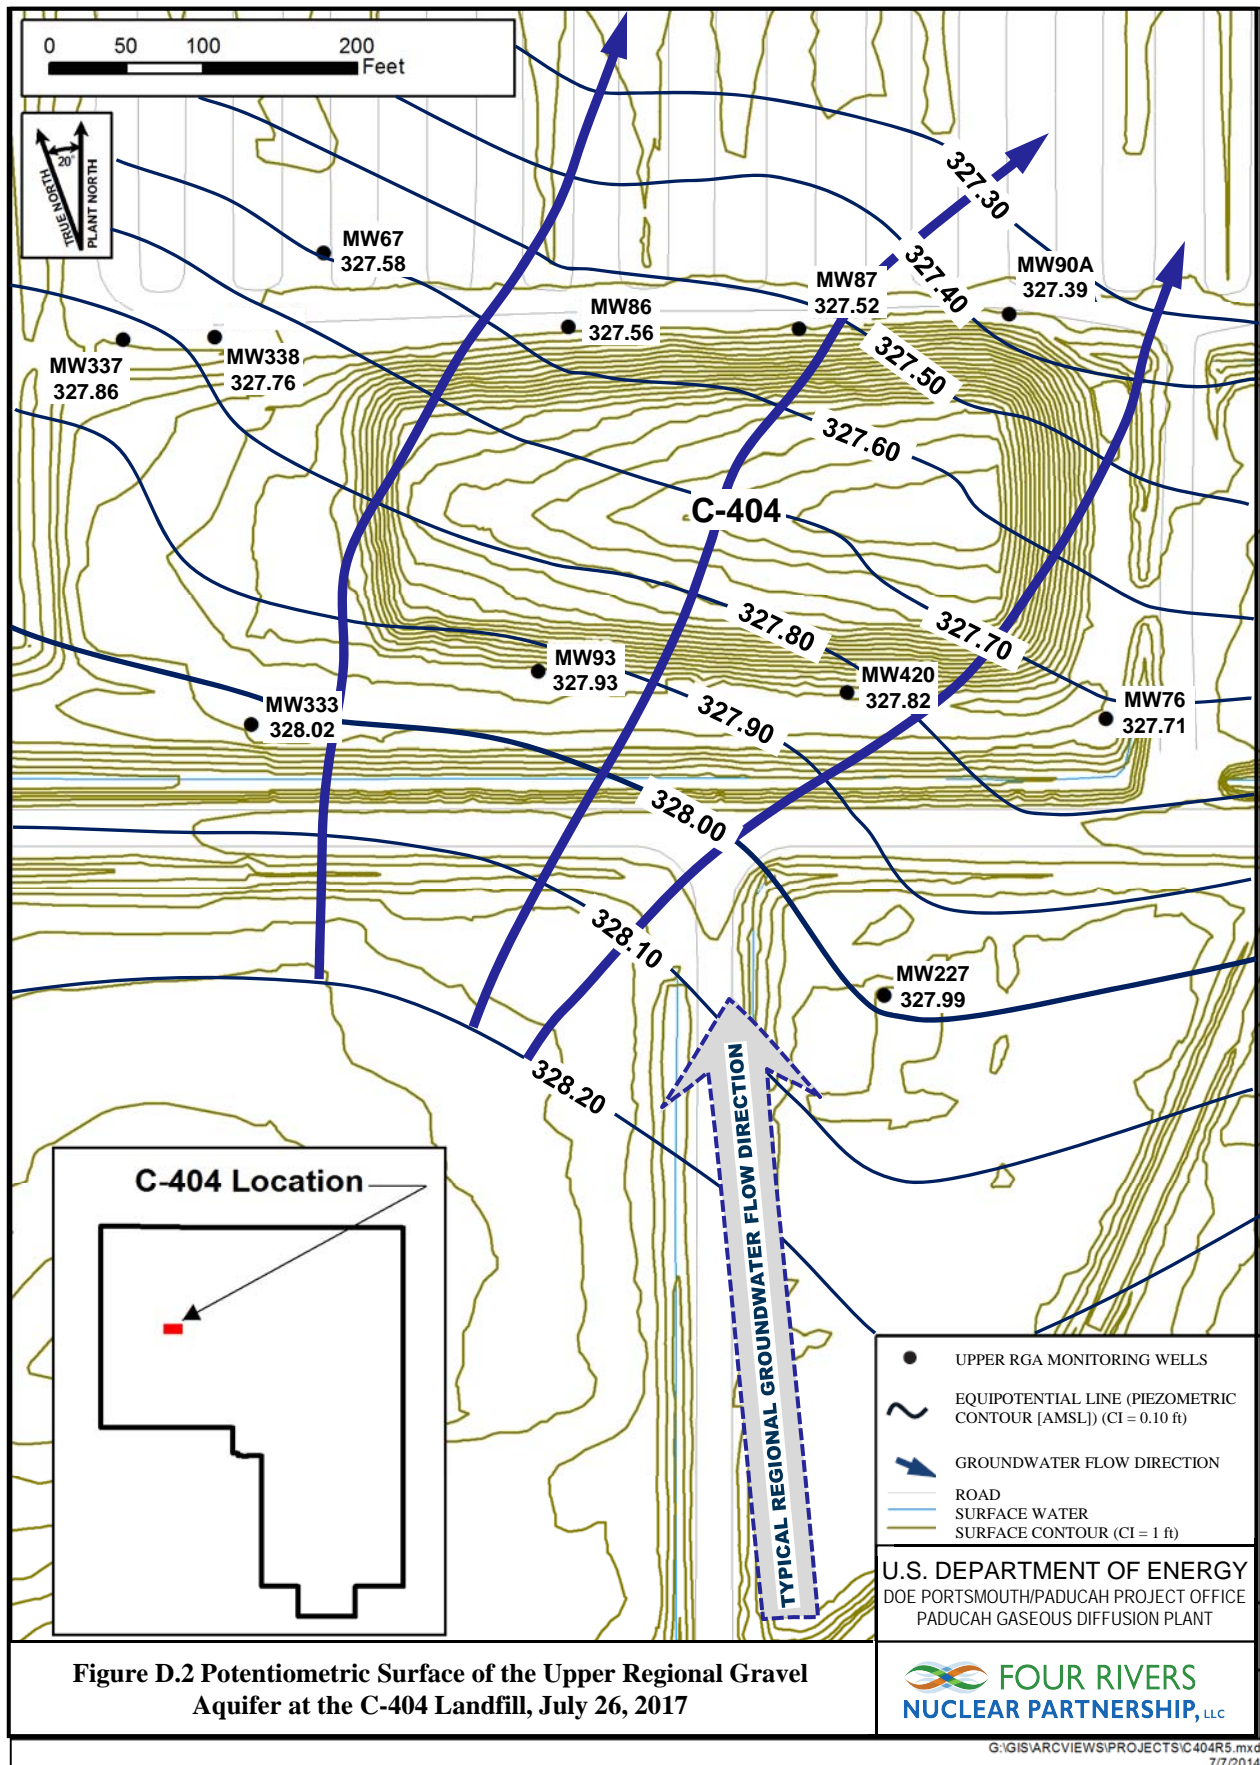 0 50 100 200
Feet
20°
TRUE NORTH
PLANT NORTH
327.30
MW67
327.58
327.40
MW90A
327.39
MW87
327.52
MW86
327.56
MW337
327.86
MW338
327.76
327.50
327.60
C-404
327.80
327.70
MW93
327.93
MW420
327.82
MW333
328.02
327.90
MW76
327.71
328.00
328.10
MW227
327.99
328.20
TYPICAL REGIONAL GROUNDWATER FLOW DIRECTION
C-404 Location
UPPER RGA MONITORING WELLS
EQUIPOTENTIAL LINE (PIEZOMETRIC
CONTOUR [AMSL]) (CI = 0.10 ft)
GROUNDWATER FLOW DIRECTION
ROAD
SURFACE WATER
SURFACE CONTOUR (CI = 1 ft)
U.S. DEPARTMENT OF ENERGY
DOE PORTSMOUTH/PADUCAH PROJECT OFFICE
PADUCAH GASEOUS DIFFUSION PLANT
Figure D.2 Potentiometric Surface of the Upper Regional Gravel
Aquifer at the C-404 Landfill, July 26, 2017
FOUR RIVERS
NUCLEAR PARTNERSHIP, LLC
G:\GIS\ARCVIEWS\PROJECTS\C404R5.mxd
7/7/2014